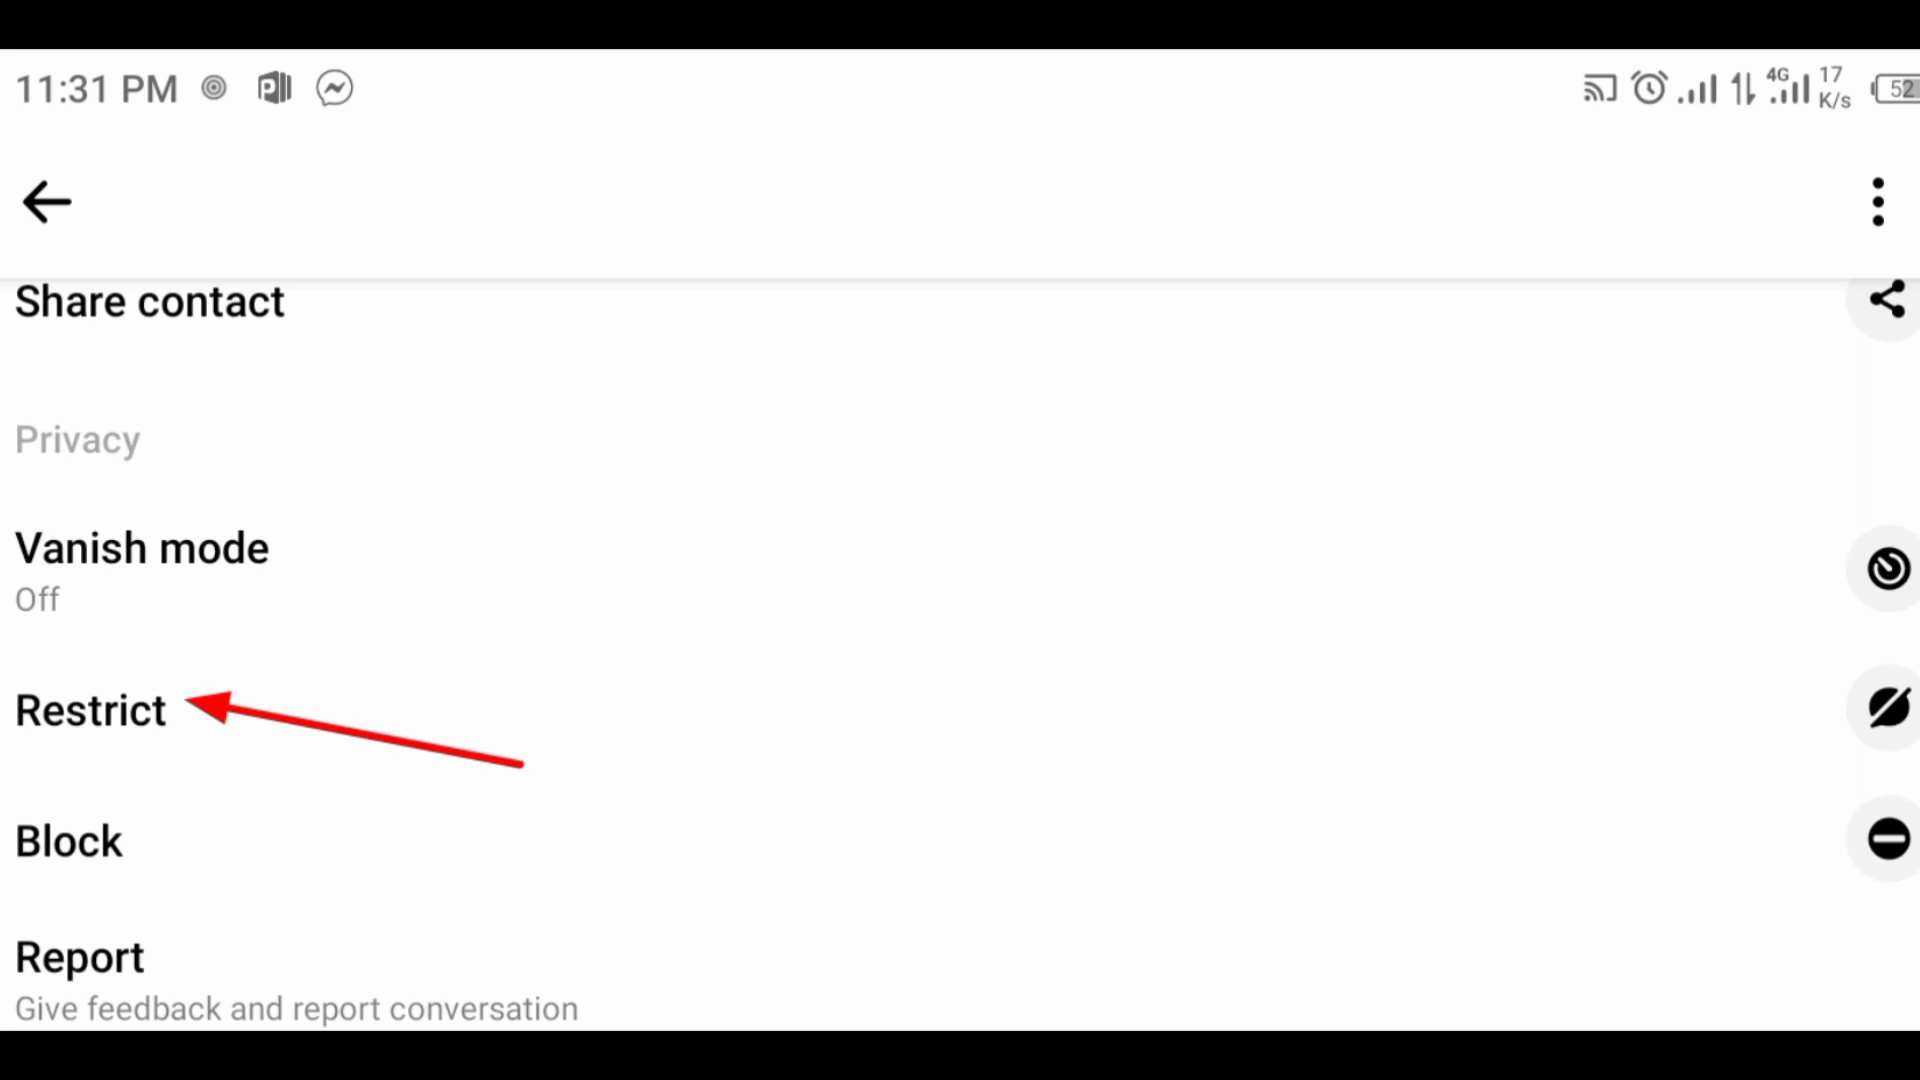 11:31 PM 4G 17 K/s 52
Share contact
Privacy
Vanish mode
Off
Restrict
Block
Report
Give feedback and report conversation